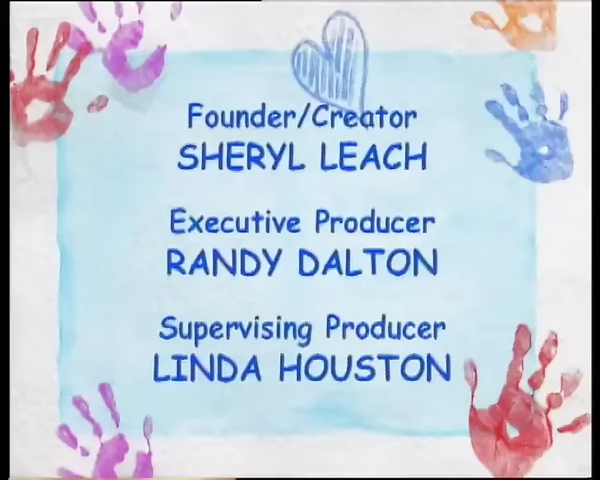 Founder/Creator
SHERYL LEACH
Executive Producer
RANDY DALTON
Supervising Producer
LINDA HOUSTON